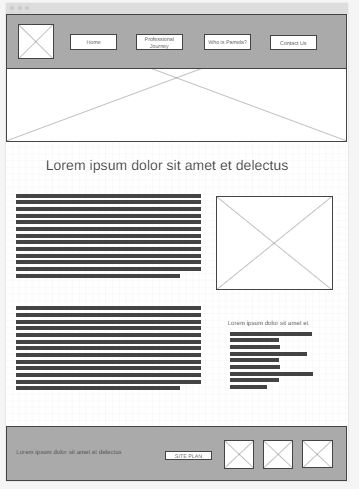 Home
Professional
Journey
Who is Pamela?
Contact Us
Lorem ipsum dolor sit amet et delectus
Lorem ipsum dolor sit amet et
Lorem ipsum dolor sit amet et delectus
SITE PLAN